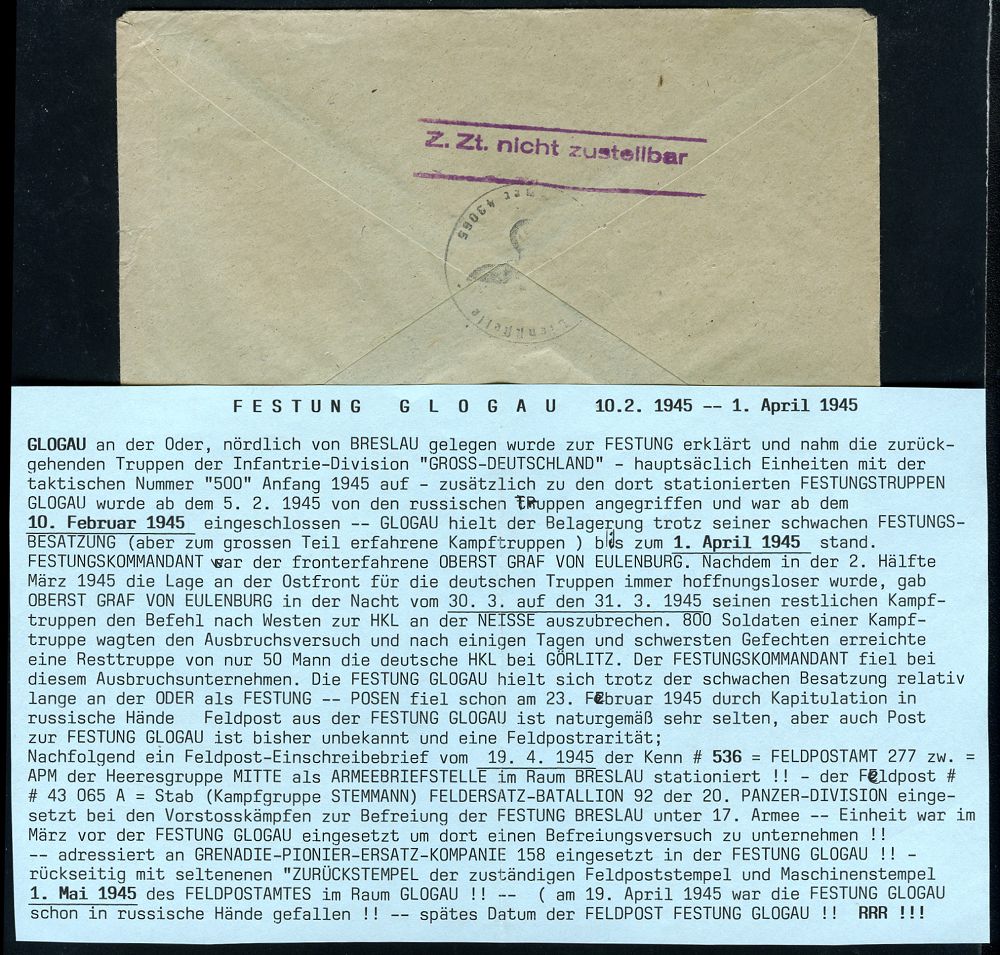 Z. Zt. nicht zustellbar
43065
Dienststelle
FESTUNG GLOGAU 10.2. 1945 -- 1. April 1945
GLOGAU an der Oder, nördlich von BRESLAU gelegen wurde zur FESTUNG erklärt und nahm die zurück-
gehenden Truppen der Infantrie-Division "GROSS-DEUTSCHLAND" - hauptsäclich Einheiten mit der
taktischen Nummer "500" Anfang 1945 auf - zusätzlich zu den dort stationierten FESTUNGSTRUPPEN
GLOGAU wurde ab dem 5. 2. 1945 von den russischen Truppen angegriffen und war ab dem
10. Februar 1945 eingeschlossen -- GLOGAU hielt der Belagerung trotz seiner schwachen FESTUNGS-
BESATZUNG (aber zum grossen Teil erfahrene Kampftruppen ) bis zum 1. April 1945 stand.
FESTUNGSKOMMANDANT war der fronterfahrene OBERST GRAF VON EULENBURG. Nachdem in der 2. Hälfte
März 1945 die Lage an der Ostfront für die deutschen Truppen immer hoffnungsloser wurde, gab
OBERST GRAF VON EULENBURG in der Nacht vom 30. 3. auf den 31. 3. 1945 seinen restlichen Kampf-
truppen den Befehl nach Westen zur HKL an der NEISSE auszubrechen. 800 Soldaten einer Kampf-
truppe wagten den Ausbruchsversuch und nach einigen Tagen und schwersten Gefechten erreichte
eine Resttruppe von nur 50 Mann die deutsche HKL bei GÖRLITZ. Der FESTUNGSKOMMANDANT fiel bei
diesem Ausbruchsunternehmen. Die FESTUNG GLOGAU hielt sich trotz der schwachen Besatzung relativ
lange an der ODER als FESTUNG -- POSEN fiel schon am 23. Februar 1945 durch Kapitulation in
russische Hände Feldpost aus der FESTUNG GLOGAU ist naturgemäß sehr selten, aber auch Post
zur FESTUNG GLOGAU ist bisher unbekannt und eine Feldpostrarität;
Nachfolgend ein Feldpost-Einschreibebrief vom 19. 4. 1945 der Kenn # 536 = FELDPOSTAMT 277 zw. =
APM der Heeresgruppe MITTE als ARMEEBRIEFSTELLE im Raum BRESLAU stationiert !! - der Feldpost #
# 43 065 A = Stab (Kampfgruppe STEMMANN) FELDERSATZ-BATALLION 92 der 20. PANZER-DIVISION einge-
setzt bei den Vorstosskämpfen zur Befreiung der FESTUNG BRESLAU unter 17. Armee -- Einheit war im
März vor der FESTUNG GLOGAU eingesetzt um dort einen Befreiungsversuch zu unternehmen !!
-- adressiert an GRENADIE-PIONIER-ERSATZ-KOMPANIE 158 eingesetzt in der FESTUNG GLOGAU !! -
rückseitig mit seltenenen "ZURÜCKSTEMPEL der zuständigen Feldpoststempel und Maschinenstempel
1. Mai 1945 des FELDPOSTAMTES im Raum GLOGAU !! -- ( am 19. April 1945 war die FESTUNG GLOGAU
schon in russische Hände gefallen !! -- spätes Datum der FELDPOST FESTUNG GLOGAU !! RRR !!!